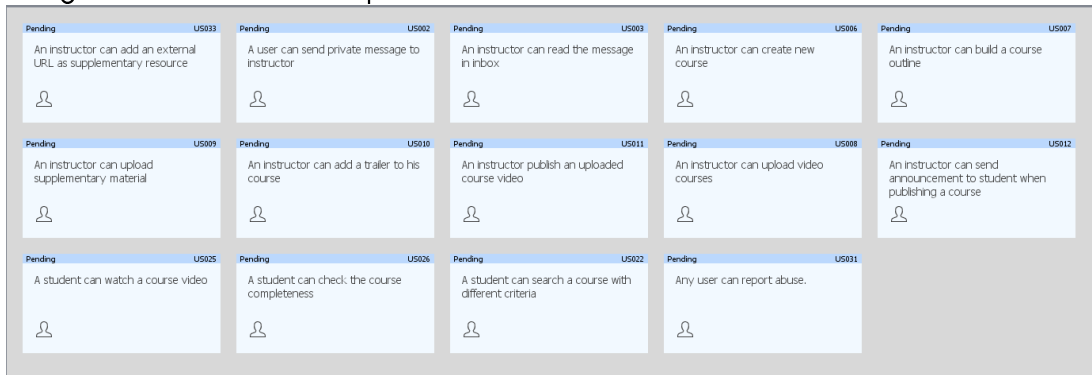 Pending US033
An instructor can add an external
URL as supplementary resource
Pending US002
A user can send private message to
instructor
Pending US003
An instructor can read the message
in inbox
Pending US006
An instructor can create new
course
Pending US007
An instructor can build a course
outline
Pending US009
An instructor can upload
supplementary material
Pending US010
An instructor can add a trailer to his
course
Pending US011
An instructor publish an uploaded
course video
Pending US008
An instructor can upload video
courses
Pending US012
An instructor can send
announcement to student when
publishing a course
Pending US025
A student can watch a course video
Pending US026
A student can check the course
completeness
Pending US022
A student can search a course with
different criteria
Pending US031
Any user can report abuse.